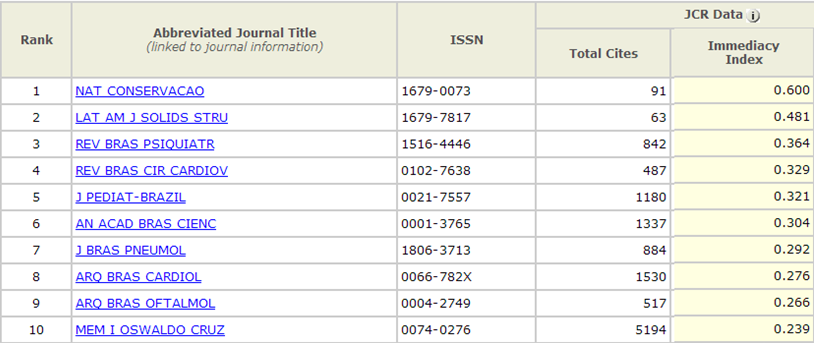 Rank Abbreviated Journal Title ISSN JCR Data i
(linked to journal information)
Total Cites Immediacy Index
1 NAT CONSERVACAO 1679-0073 91 0.600
2 LAT AM J SOLIDS STRU 1679-7817 63 0.481
3 REV BRAS PSIQUIATR 1516-4446 842 0.364
4 REV BRAS CIR CARDIOV 0102-7638 487 0.329
5 J PEDIAT-BRAZIL 0021-7557 1180 0.321
6 AN ACAD BRAS CIENC 0001-3765 1337 0.304
7 J BRAS PNEUMOL 1806-3713 884 0.292
8 ARQ BRAS CARDIOL 0066-782X 1530 0.276
9 ARQ BRAS OFTALMOL 0004-2749 517 0.266
10 MEM I OSWALDO CRUZ 0074-0276 5194 0.239